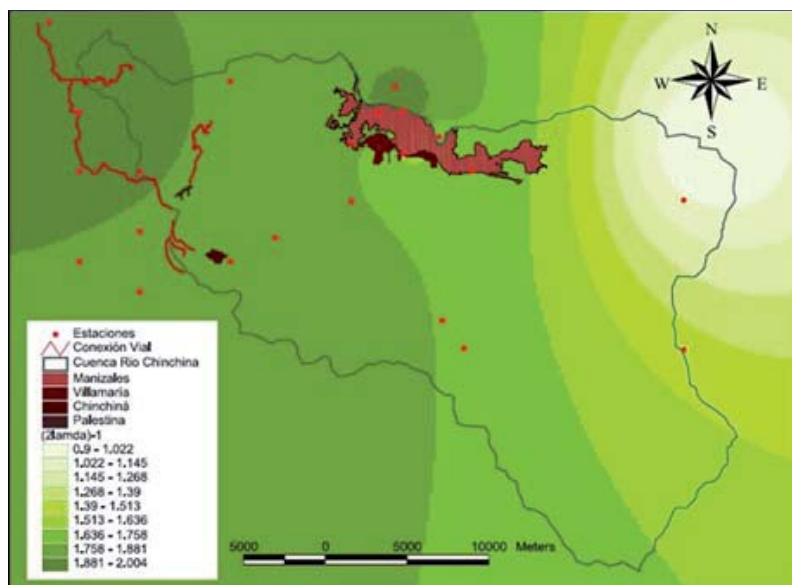 N
W E
S
Estaciones
Conexión Vial
Cuenca Rio Chinchina
Manizales
Villamaría
Chinchiná
Palestina
(2lamda)-1
0.9 - 1.022
1.022 - 1.145
1.145 - 1.268
1.268 - 1.39
1.39 - 1.513
1.513 - 1.636
1.636 - 1.758
1.758 - 1.881
1.881 - 2.004
5000 0 5000 10000 Meters